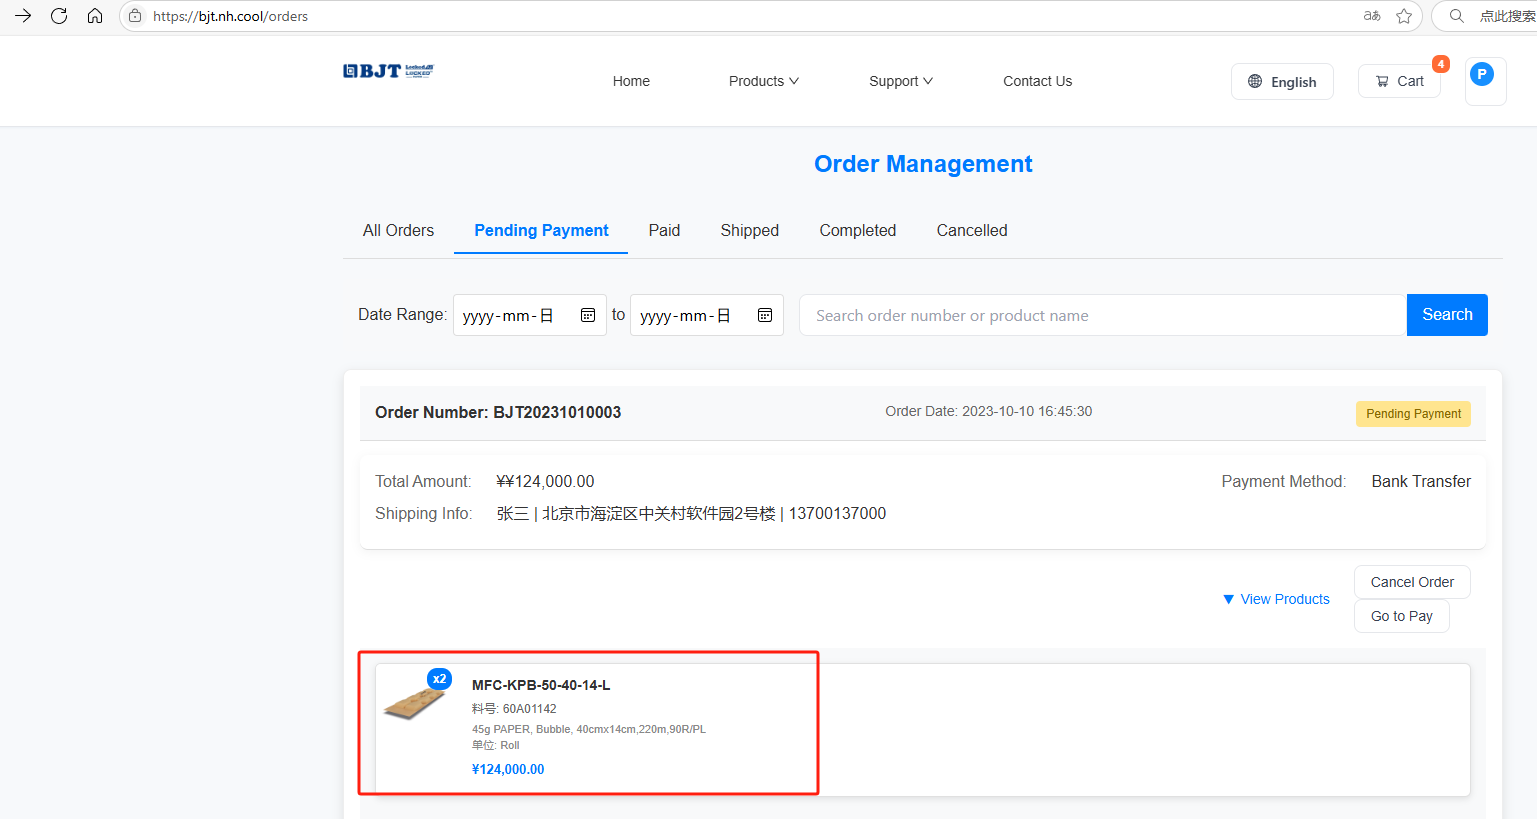 https://bjt.nh.cool/orders
aあ
点此搜索
BJT
Home
Products
Support
Contact Us
English
Cart
4
P
Order Management
All Orders
Pending Payment
Paid
Shipped
Completed
Cancelled
Date Range:
yyyy-mm-日
to
yyyy-mm-日
Search order number or product name
Search
Order Number: BJT20231010003
Order Date: 2023-10-10 16:45:30
Pending Payment
Total Amount: ¥¥124,000.00
Payment Method: Bank Transfer
Shipping Info: 张三 | 北京市海淀区中关村软件园2号楼 | 13700137000
▼ View Products
Cancel Order
Go to Pay
x2
MFC-KPB-50-40-14-L
料号: 60A01142
45g PAPER, Bubble, 40cmx14cm,220m,90R/PL
单位: Roll
¥124,000.00